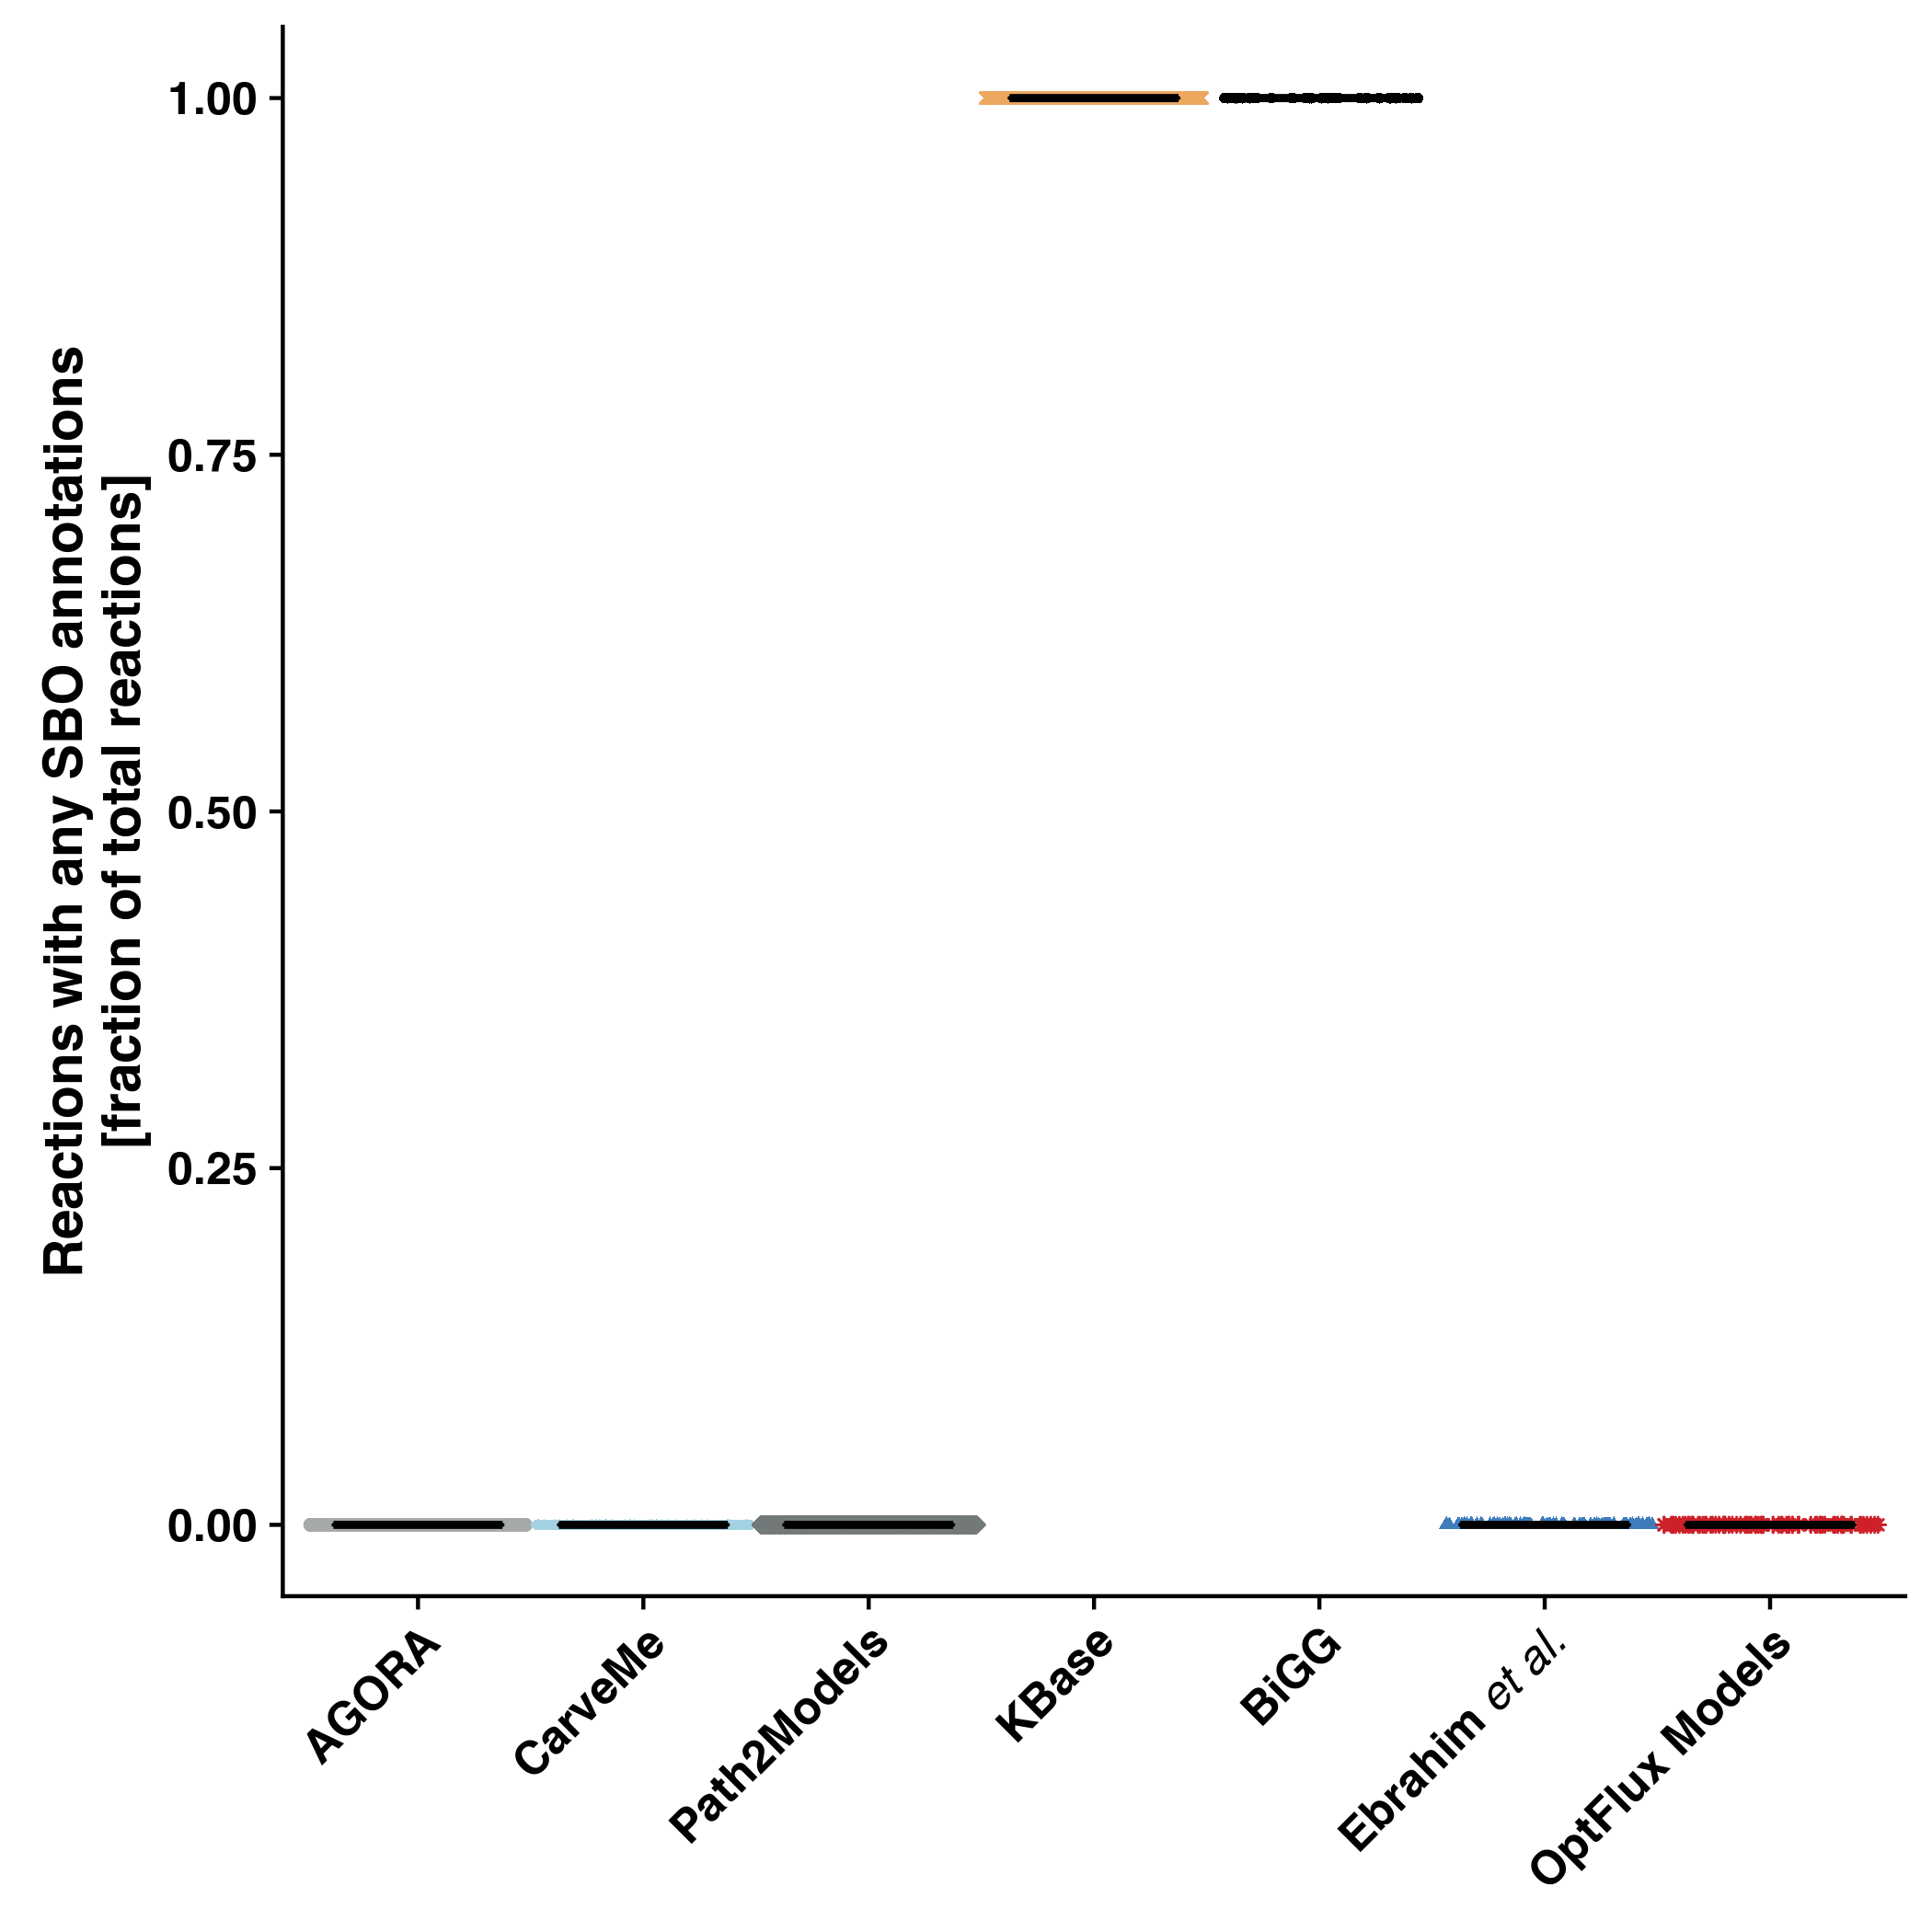 Reactions with any SBO annotations
[fraction of total reactions]
1.00
0.75
0.50
0.25
0.00
AGORA
CarveMe
Path2Models
KBase
BiGG
Ebrahim et al.
OptFlux Models